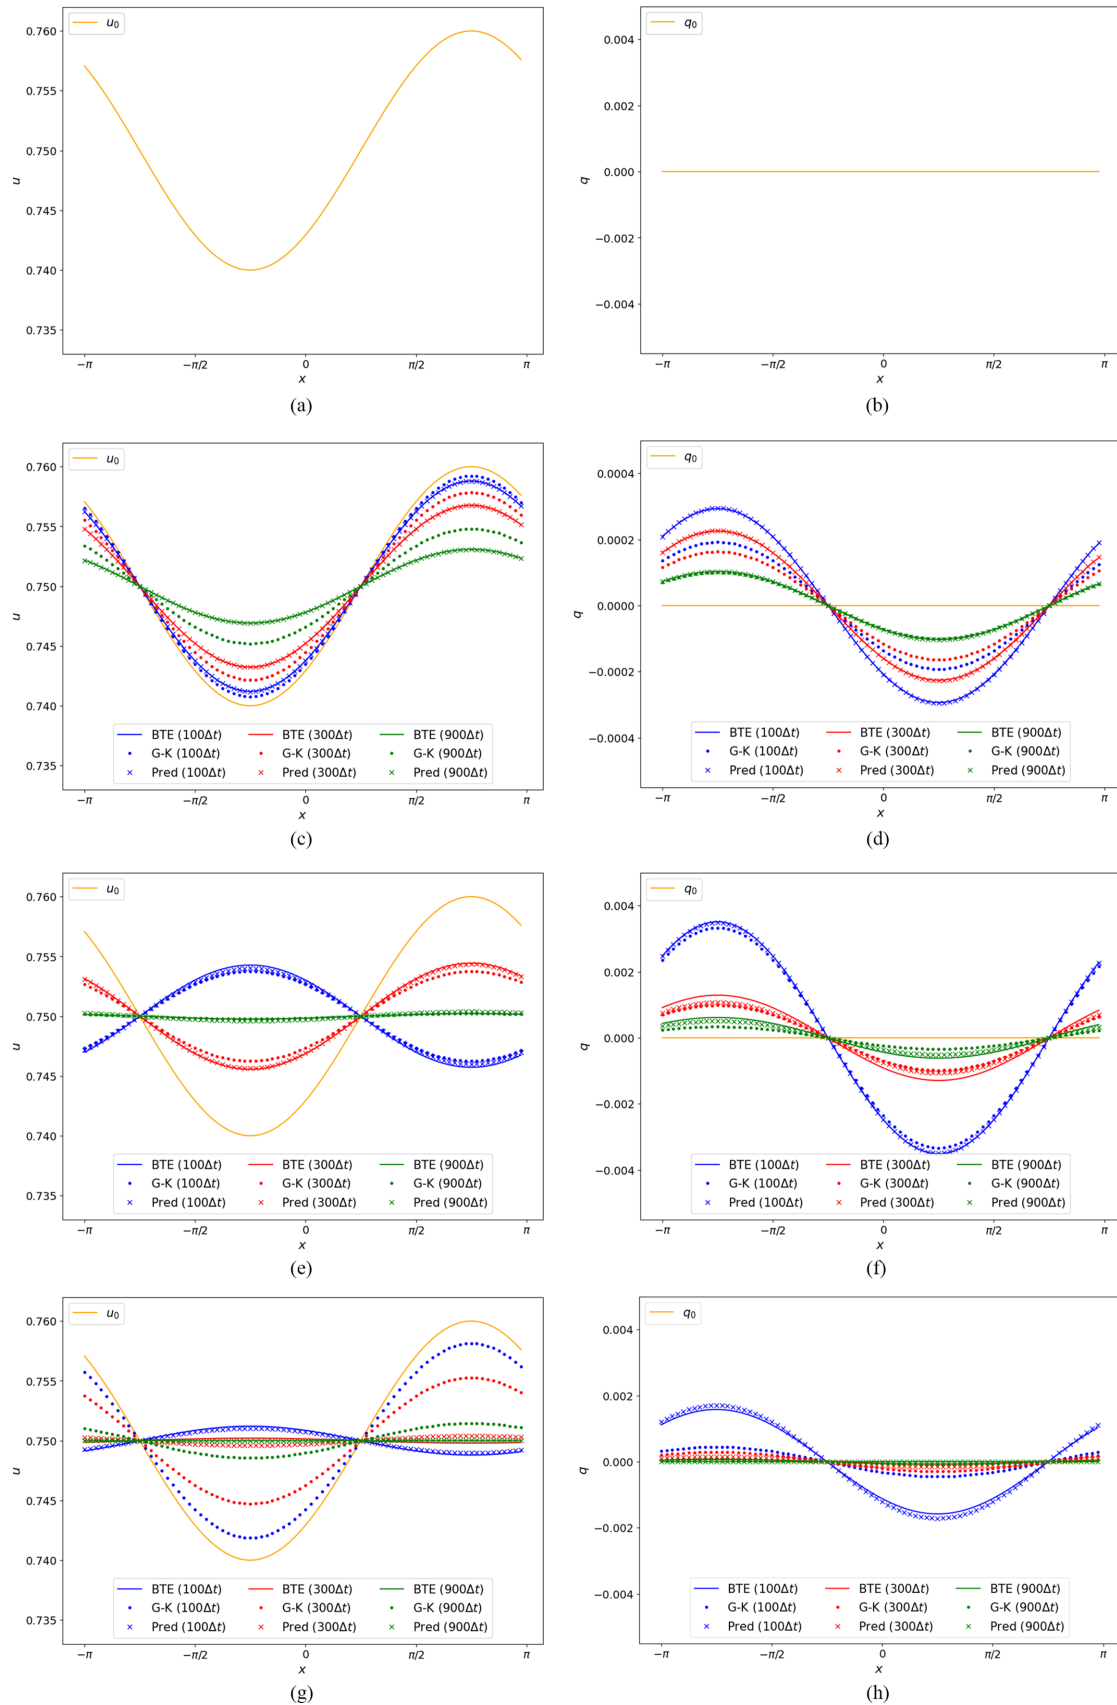 u₀
0.760
0.755
0.750
0.745
0.740
0.735
u
−π
−π/2
0
π/2
π
x
(a)
q₀
0.004
0.002
0.000
−0.002
−0.004
q
−π
−π/2
0
π/2
π
x
(b)
u₀
0.760
0.755
0.750
0.745
0.740
0.735
u
BTE (100Δt) BTE (300Δt) BTE (900Δt)
G-K (100Δt) G-K (300Δt) G-K (900Δt)
Pred (100Δt) Pred (300Δt) Pred (900Δt)
−π
−π/2
0
π/2
π
x
(c)
q₀
0.0004
0.0002
0.0000
−0.0002
−0.0004
q
BTE (100Δt) BTE (300Δt) BTE (900Δt)
G-K (100Δt) G-K (300Δt) G-K (900Δt)
Pred (100Δt) Pred (300Δt) Pred (900Δt)
−π
−π/2
0
π/2
π
x
(d)
u₀
0.760
0.755
0.750
0.745
0.740
0.735
u
BTE (100Δt) BTE (300Δt) BTE (900Δt)
G-K (100Δt) G-K (300Δt) G-K (900Δt)
Pred (100Δt) Pred (300Δt) Pred (900Δt)
−π
−π/2
0
π/2
π
x
(e)
q₀
0.004
0.002
0.000
−0.002
−0.004
q
BTE (100Δt) BTE (300Δt) BTE (900Δt)
G-K (100Δt) G-K (300Δt) G-K (900Δt)
Pred (100Δt) Pred (300Δt) Pred (900Δt)
−π
−π/2
0
π/2
π
x
(f)
u₀
0.760
0.755
0.750
0.745
0.740
0.735
u
BTE (100Δt) BTE (300Δt) BTE (900Δt)
G-K (100Δt) G-K (300Δt) G-K (900Δt)
Pred (100Δt) Pred (300Δt) Pred (900Δt)
−π
−π/2
0
π/2
π
x
(g)
q₀
0.004
0.002
0.000
−0.002
−0.004
q
BTE (100Δt) BTE (300Δt) BTE (900Δt)
G-K (100Δt) G-K (300Δt) G-K (900Δt)
Pred (100Δt) Pred (300Δt) Pred (900Δt)
−π
−π/2
0
π/2
π
x
(h)